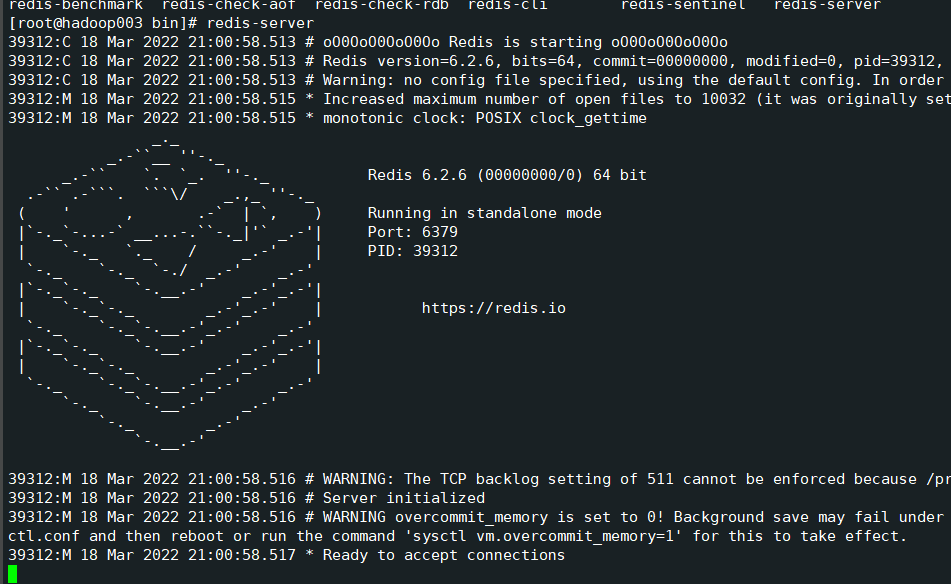 redis-benchmark  redis-check-aof  redis-check-rdb  redis-cli        redis-sentinel   redis-server
[root@hadoop003 bin]# redis-server
39312:C 18 Mar 2022 21:00:58.513 # oO0OoO0OoO0Oo Redis is starting oO0OoO0OoO0Oo
39312:C 18 Mar 2022 21:00:58.513 # Redis version=6.2.6, bits=64, commit=00000000, modified=0, pid=39312,
39312:C 18 Mar 2022 21:00:58.513 # Warning: no config file specified, using the default config. In order
39312:M 18 Mar 2022 21:00:58.515 * Increased maximum number of open files to 10032 (it was originally set
39312:M 18 Mar 2022 21:00:58.515 * monotonic clock: POSIX clock_gettime
Redis 6.2.6 (00000000/0) 64 bit
Running in standalone mode
Port: 6379
PID: 39312
https://redis.io
39312:M 18 Mar 2022 21:00:58.516 # WARNING: The TCP backlog setting of 511 cannot be enforced because /pr
39312:M 18 Mar 2022 21:00:58.516 # Server initialized
39312:M 18 Mar 2022 21:00:58.516 # WARNING overcommit_memory is set to 0! Background save may fail under
ctl.conf and then reboot or run the command 'sysctl vm.overcommit_memory=1' for this to take effect.
39312:M 18 Mar 2022 21:00:58.517 * Ready to accept connections